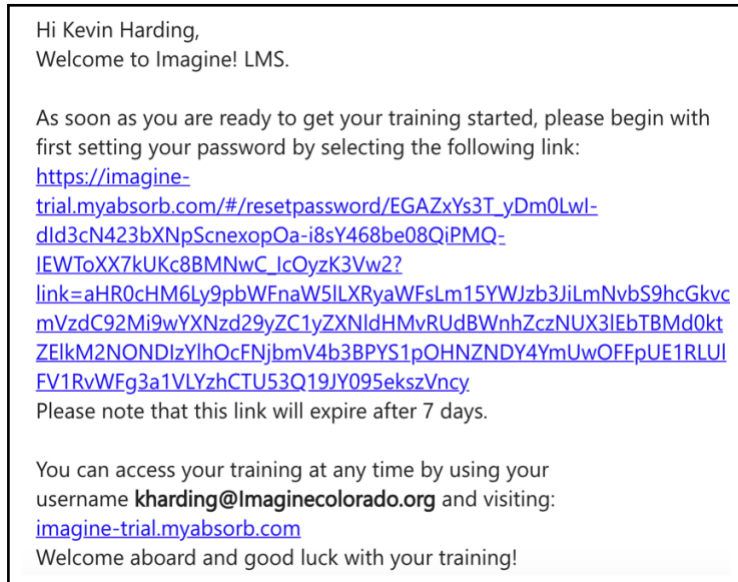 Hi Kevin Harding,
Welcome to Imagine! LMS.
As soon as you are ready to get your training started, please begin with
first setting your password by selecting the following link:
https://imagine-
trial.myabsorb.com/#/resetpassword/EGAZxYs3T_yDm0LwI-
dId3cN423bXNpScnexopOa-i8sY468be08QiPMQ-
IEWToXX7kUKc8BMNwC_IcOyzK3Vw2?
link=aHR0cHM6Ly9pbWFnaW5lLXRyaWFsLm15YWJzb3JiLmNvbS9hcGkvc
mVzdC92Mi9wYXNzd29yZC1yZXNldHMvRUdBWnhZczNUX3lEbTBMd0kt
ZElkM2NONDIzYlhOcFNjbmV4b3BPYS1pOHNZNDY4YmUwOFFpUE1RLUl
FV1RvWFg3a1VLYzhCTU53Q19JY095ekszVncy
Please note that this link will expire after 7 days.
You can access your training at any time by using your
username kharding@Imaginecolorado.org and visiting:
imagine-trial.myabsorb.com
Welcome aboard and good luck with your training!